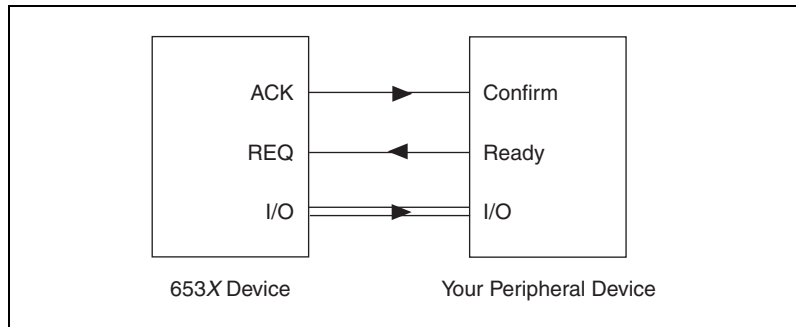 ACK Confirm
REQ Ready
I/O I/O
653X Device Your Peripheral Device